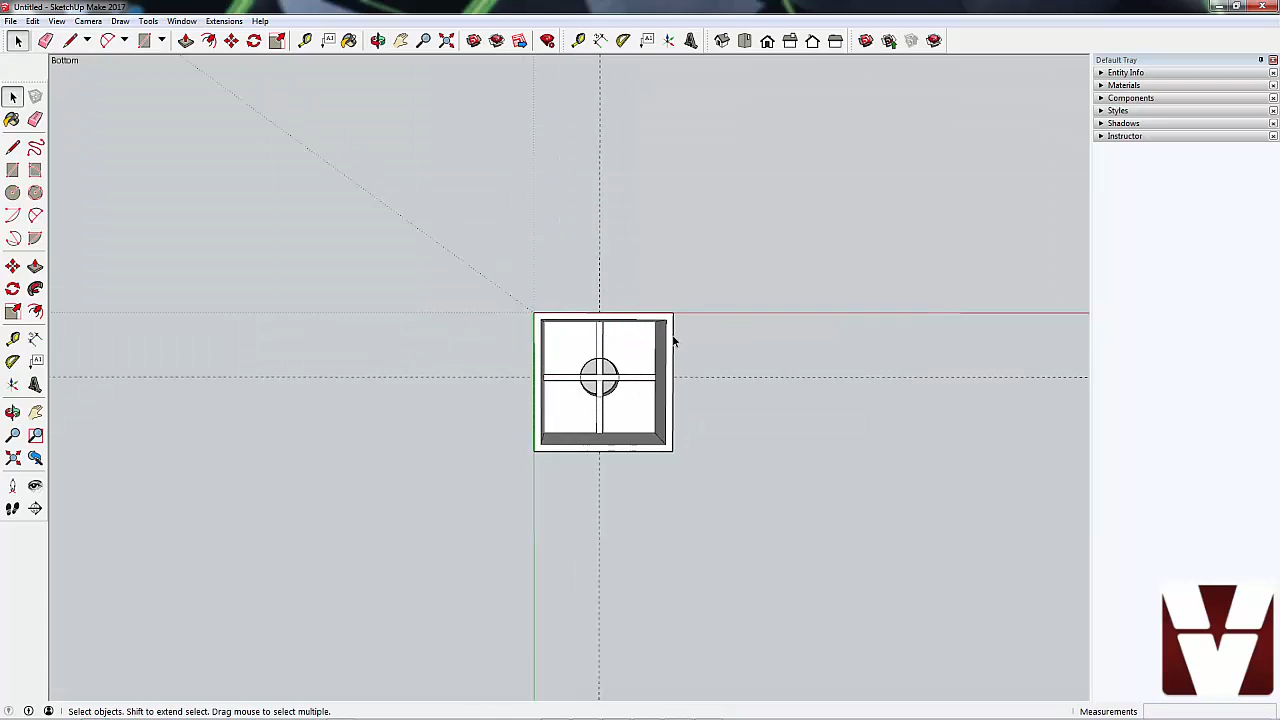 Untitled - SketchUp Make 2017
File Edit View Camera Draw Tools Window Extensions Help
Bottom
Default Tray
Entity Info
Materials
Components
Styles
Shadows
Instructor
Select objects. Shift to extend select. Drag mouse to select multiple.
Measurements